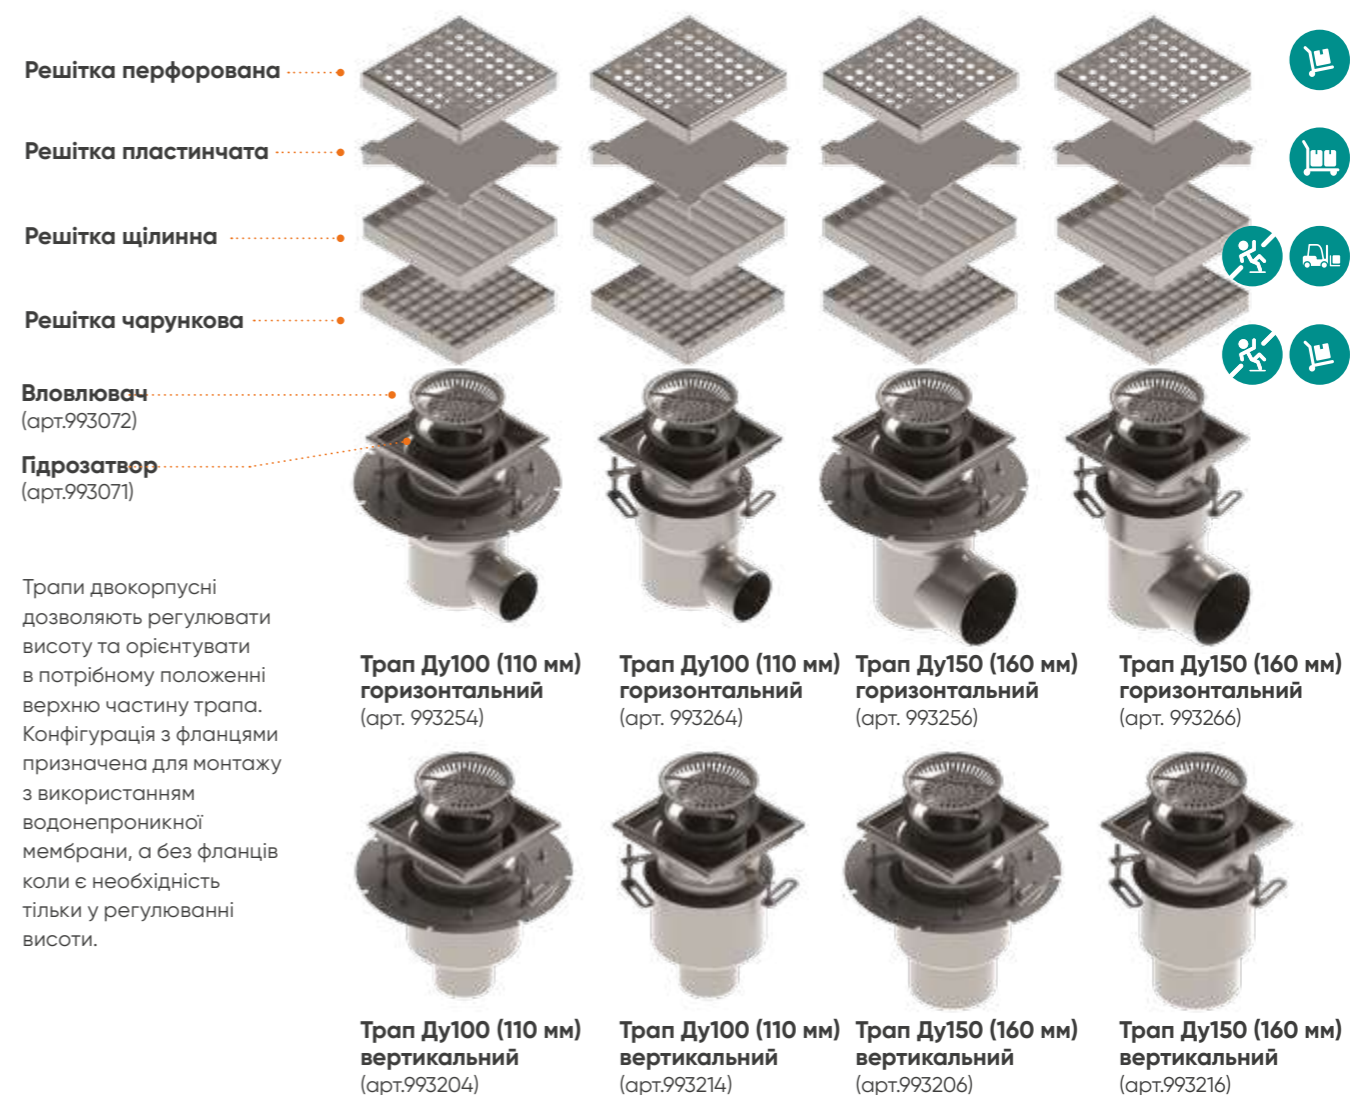 Решітка перфорована
Решітка пластинчата
Решітка щілинна
Решітка чарункова
Вловлювач
(арт.993072)
Гідрозатвор
(арт.993071)
Трапи двокорпусні
дозволяють регулювати
висоту та орієнтувати
в потрібному положенні
верхню частину трапа.
Конфігурація з фланцями
призначена для монтажу
з використанням
водонепроникної
мембрани, а без фланців
коли є необхідність
тільки у регулюванні
висоти.
Трап Ду100 (110 мм)
горизонтальний
(арт. 993254)
Трап Ду100 (110 мм)
горизонтальний
(арт. 993264)
Трап Ду150 (160 мм)
горизонтальний
(арт. 993256)
Трап Ду150 (160 мм)
горизонтальний
(арт. 993266)
Трап Ду100 (110 мм)
вертикальний
(арт.993204)
Трап Ду100 (110 мм)
вертикальний
(арт.993214)
Трап Ду150 (160 мм)
вертикальний
(арт.993206)
Трап Ду150 (160 мм)
вертикальний
(арт.993216)